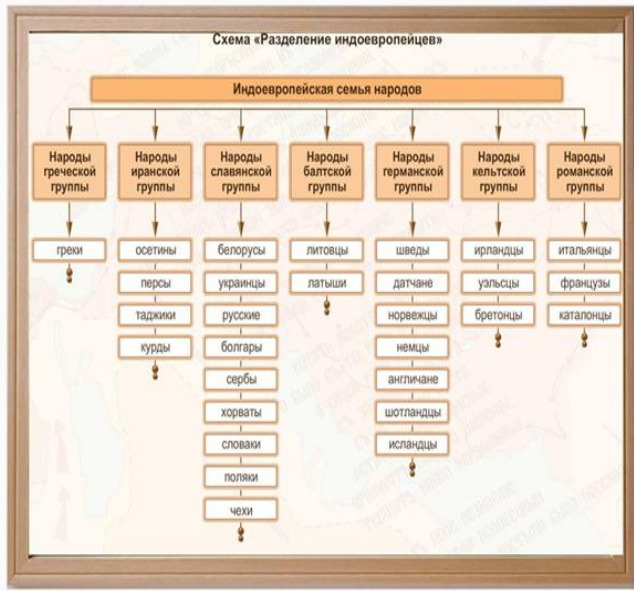 Схема «Разделение индоевропейцев»
Индоевропейская семья народов
Народы
греческой
группы
Народы
иранской
группы
Народы
славянской
группы
Народы
балтской
группы
Народы
германской
группы
Народы
кельтской
группы
Народы
романской
группы
греки
осетины
персы
таджики
курды
белорусы
украинцы
русские
болгары
сербы
хорваты
словаки
поляки
чехи
литовцы
латыши
шведы
датчане
норвежцы
немцы
англичане
шотландцы
исландцы
ирландцы
уэльсцы
бретонцы
итальянцы
французы
каталонцы